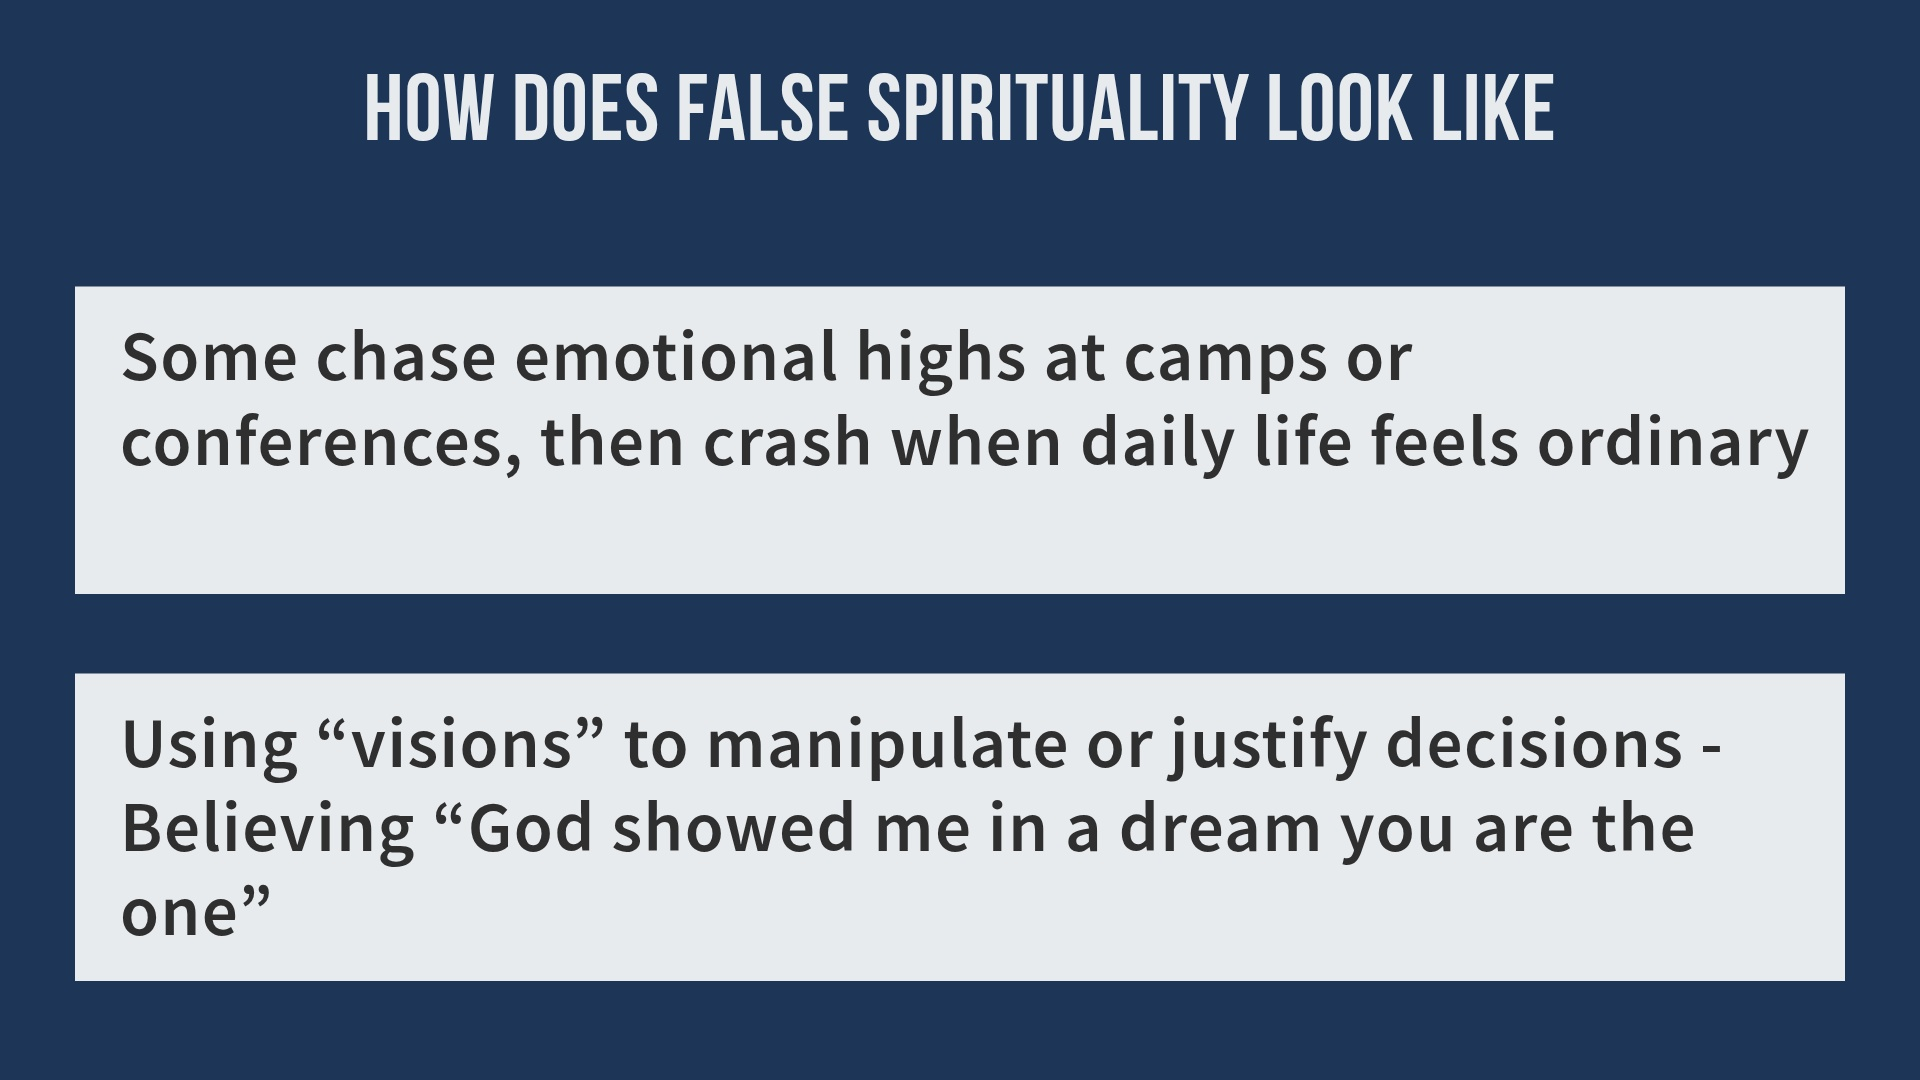 HOW DOES FALSE SPIRITUALITY LOOK LIKE
Some chase emotional highs at camps or
conferences, then crash when daily life feels ordinary
Using “visions” to manipulate or justify decisions -
Believing “God showed me in a dream you are the
one”